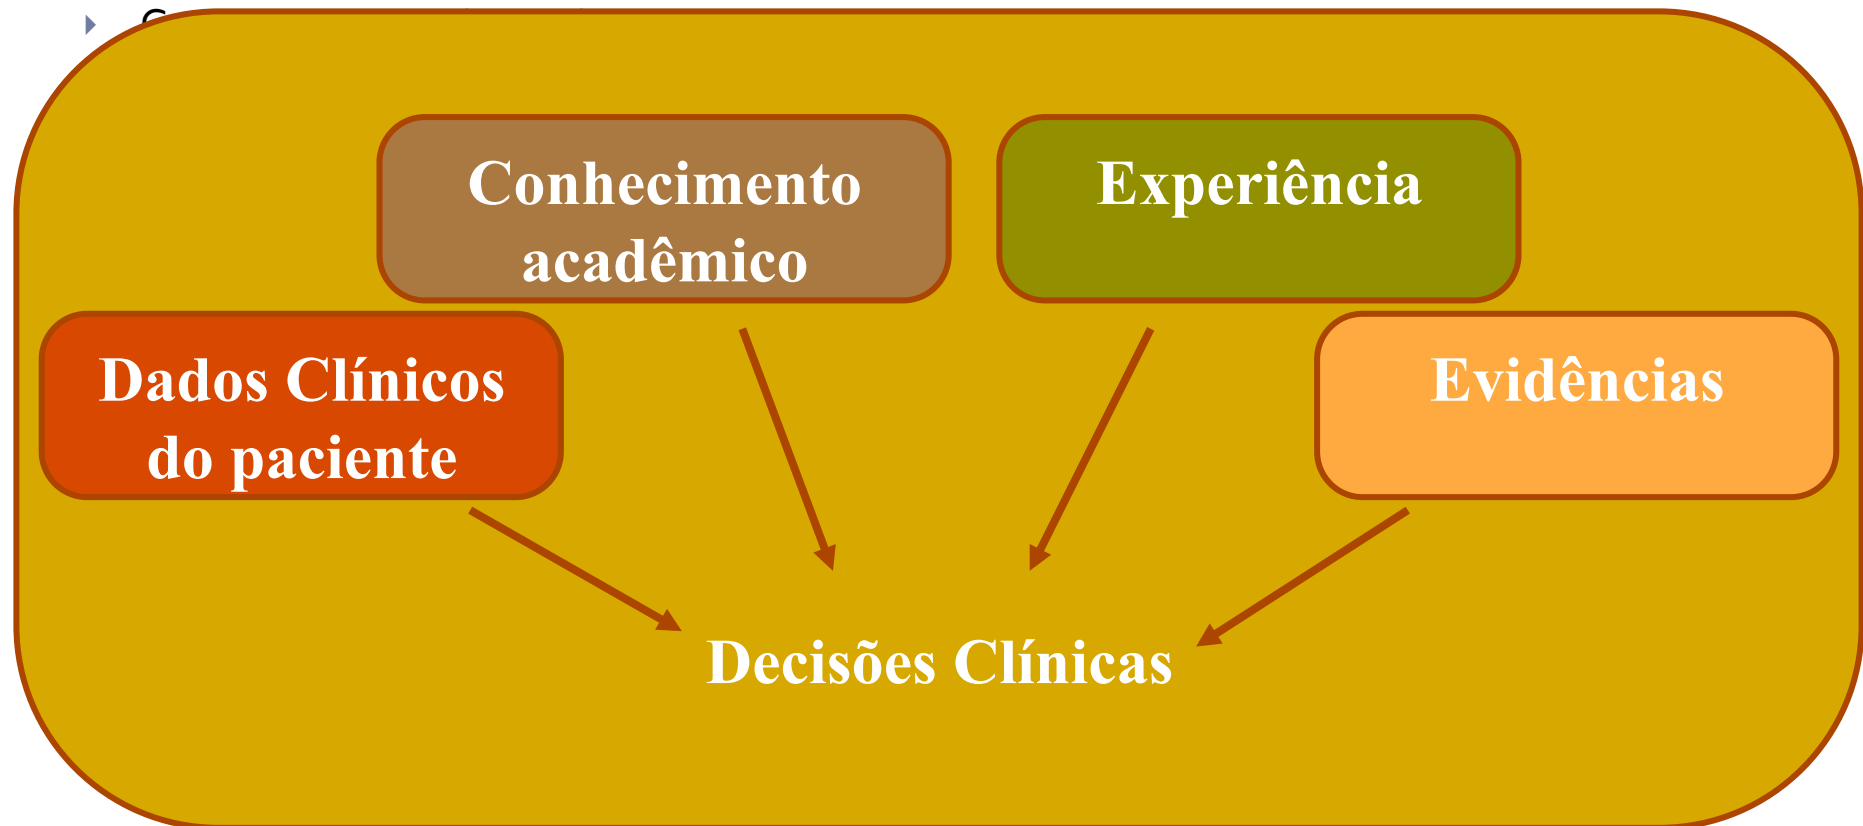 Conhecimento
acadêmico
Experiência
Dados Clínicos
do paciente
Evidências
Decisões Clínicas